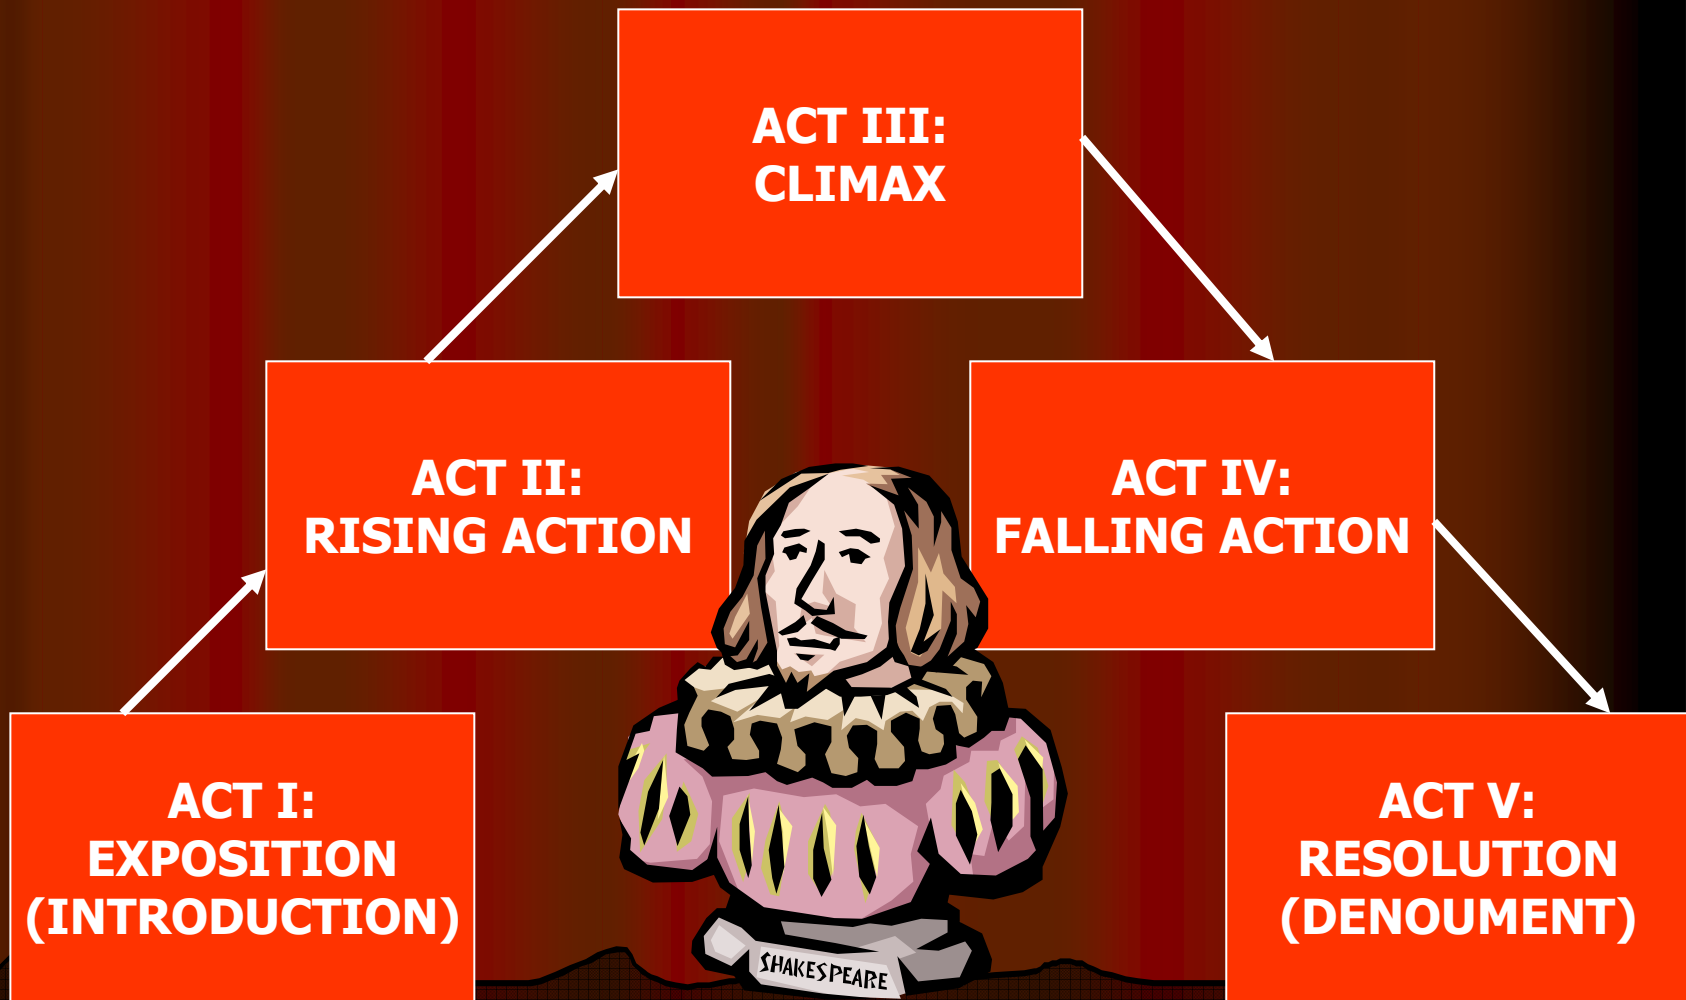 ACT III:
CLIMAX
ACT II:
RISING ACTION
ACT IV:
FALLING ACTION
ACT I:
EXPOSITION
(INTRODUCTION)
ACT V:
RESOLUTION
(DENOUMENT)
SHAKESPEARE